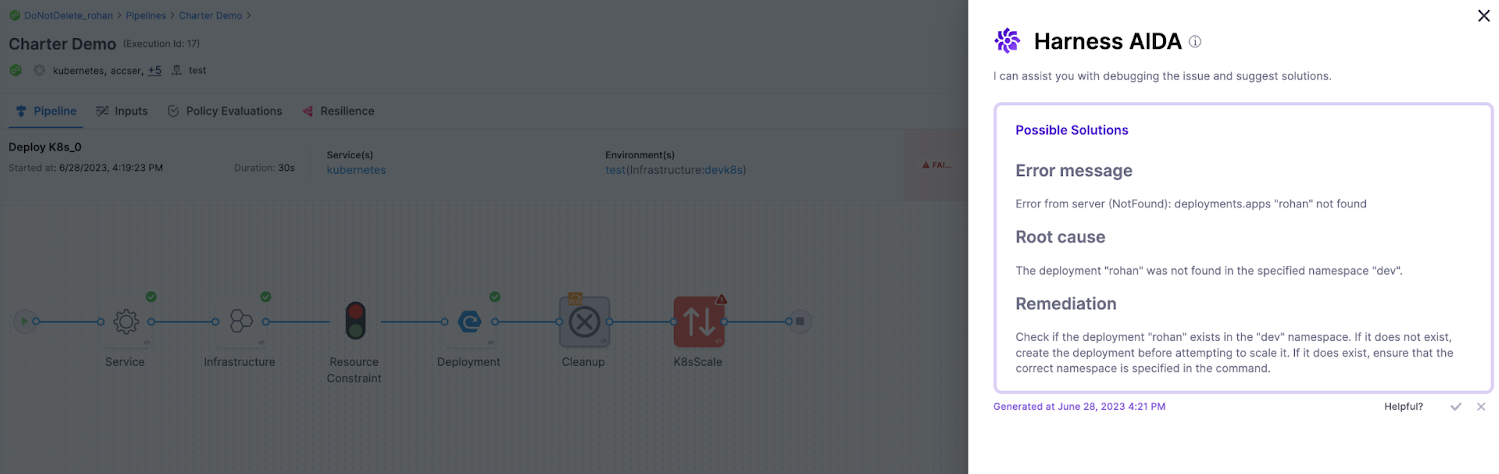 DoNotDelete_rohan > Pipelines > Charter Demo >
Charter Demo (Execution Id: 17)
kubernetes, accser, +5 test
Pipeline Inputs Policy Evaluations Resilience
Deploy K8s_0
Started at: 6/28/2023, 4:19:23 PM Duration: 30s
Service(s)
kubernetes
Environment(s)
test(Infrastructure:devk8s)
FAI...
Service
Infrastructure
Resource
Constraint
Deployment
Cleanup
K8sScale
Harness AIDA
I can assist you with debugging the issue and suggest solutions.
Possible Solutions
Error message
Error from server (NotFound): deployments.apps "rohan" not found
Root cause
The deployment "rohan" was not found in the specified namespace "dev".
Remediation
Check if the deployment "rohan" exists in the "dev" namespace. If it does not exist,
create the deployment before attempting to scale it. If it does exist, ensure that the
correct namespace is specified in the command.
Generated at June 28, 2023 4:21 PM
Helpful?